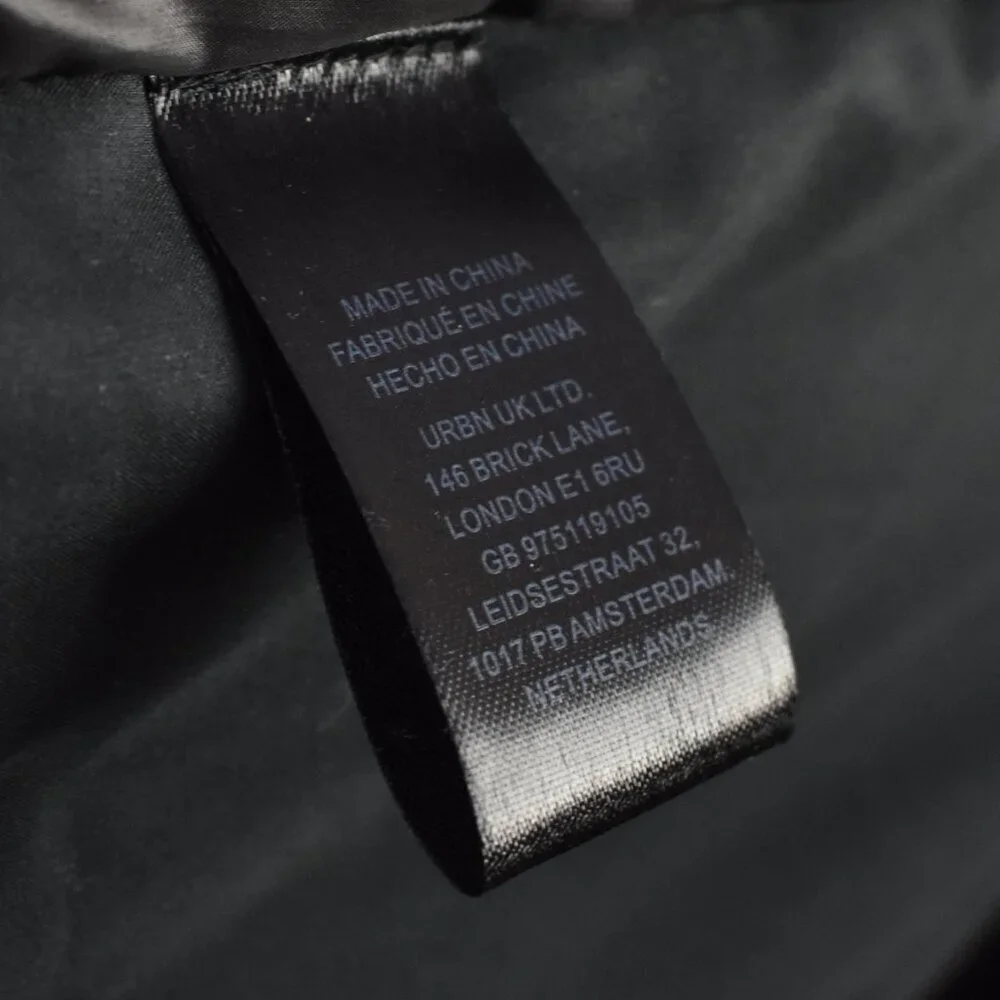 MADE IN CHINA
FABRIQUÉ EN CHINE
HECHO EN CHINA
URBN UK LTD.
146 BRICK LANE,
LONDON E1 6RU
GB 975119105
LEIDSESTRAAT 32,
1017 PB AMSTERDAM.
NETHERLANDS